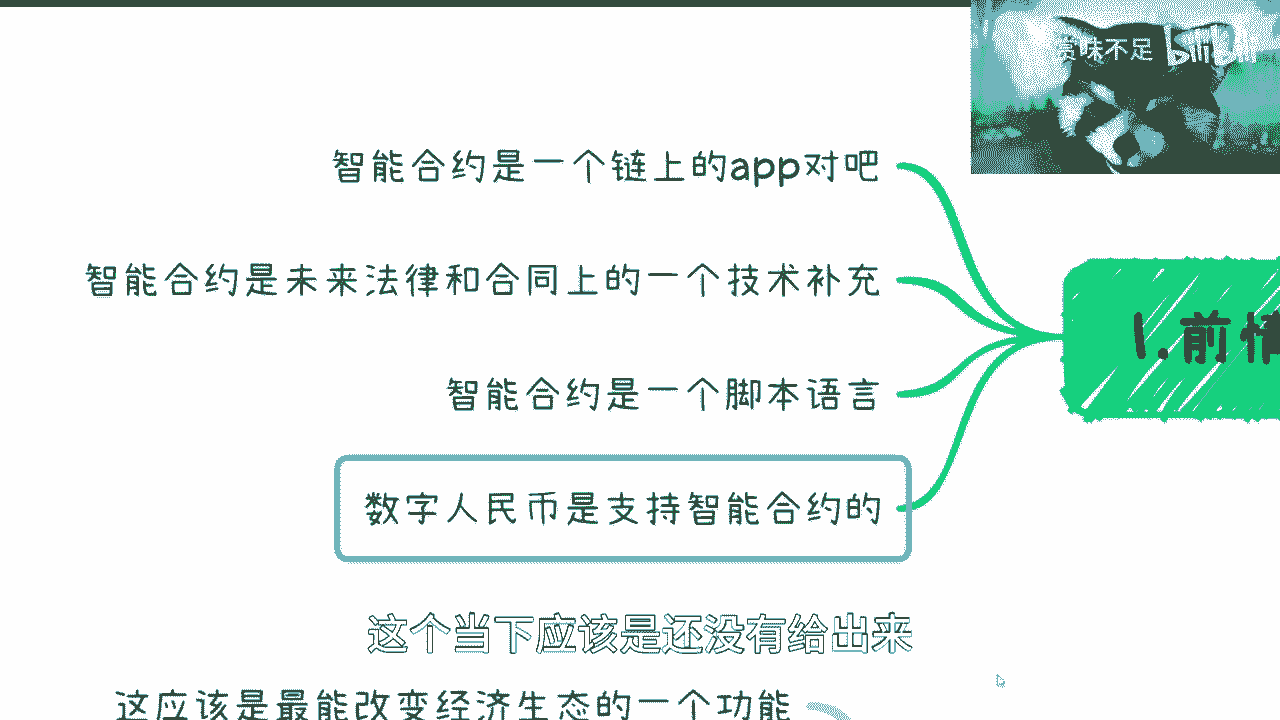 赏味不足 bilibili
智能合约是一个链上的app对吧
智能合约是未来法律和合同上的一个技术补充
1.前情
智能合约是一个脚本语言
数字人民币是支持智能合约的
这个当下应该是还没有给出来
这应该是最能改变经济生态的一个功能